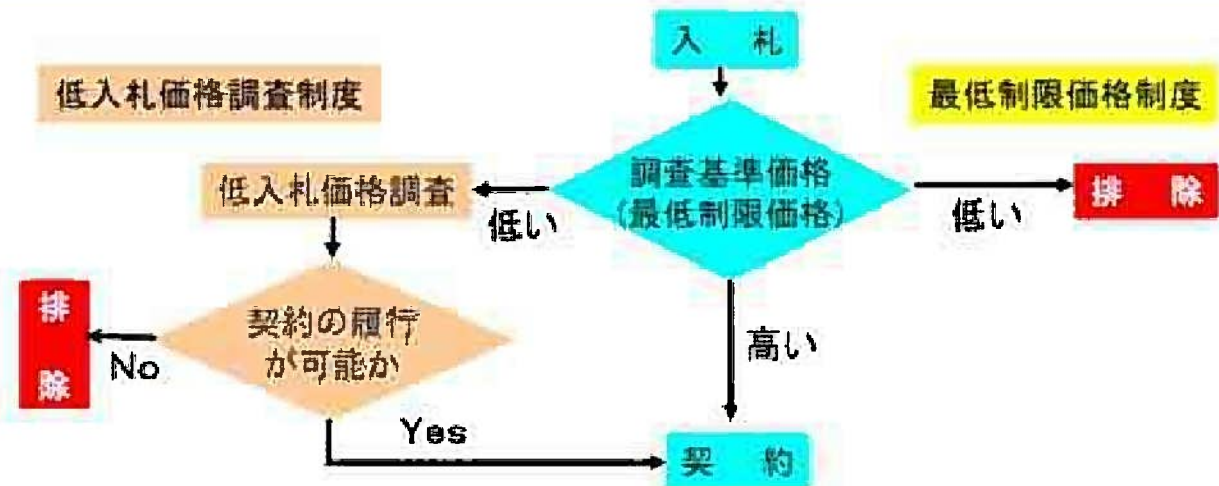 入 札
低入札価格調査制度
最低制限価格制度
調査基準価格
(最低制限価格)
低入札価格調査
低い
低い
排 除
契約の履行
が可能か
排
除
No
高い
Yes
契 約